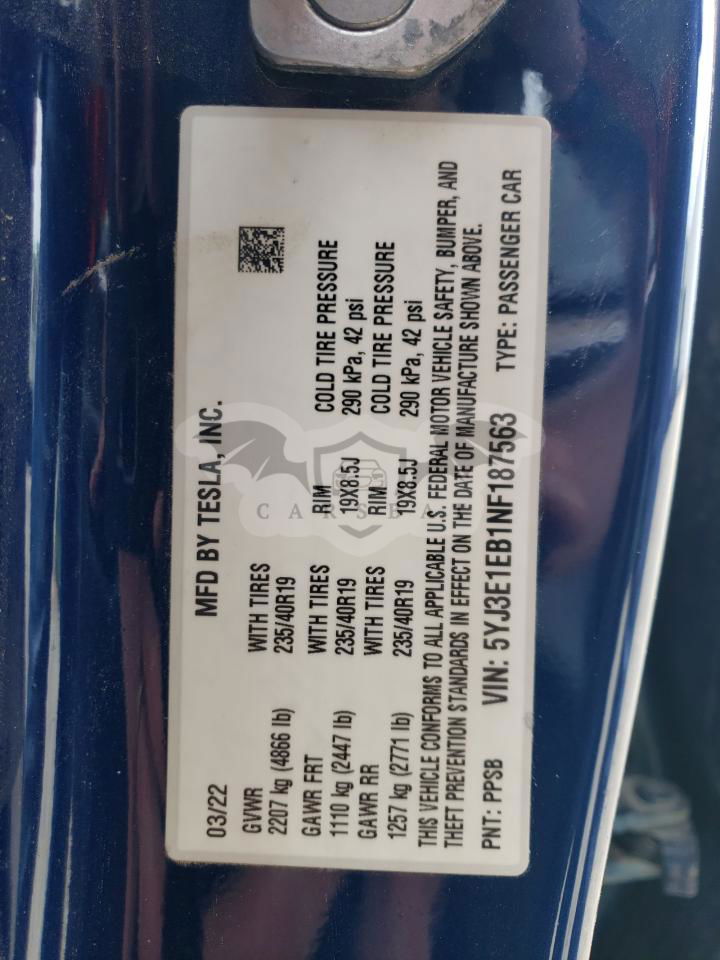 03/22 MFD BY TESLA, INC.
GVWR WITH TIRES
2207 kg (4866 lb) 235/40R19
GAWR FRT WITH TIRES RIM COLD TIRE PRESSURE
1110 kg (2447 lb) 235/40R19 19X8.5J 290 kPa, 42 psi
GAWR RR WITH TIRES RIM COLD TIRE PRESSURE
1257 kg (2771 lb) 235/40R19 19X8.5J 290 kPa, 42 psi
THIS VEHICLE CONFORMS TO ALL APPLICABLE U.S. FEDERAL MOTOR VEHICLE SAFETY, BUMPER, AND
THEFT PREVENTION STANDARDS IN EFFECT ON THE DATE OF MANUFACTURE SHOWN ABOVE.
PNT: PPSB VIN: 5YJ3E1EB1NF187563 TYPE: PASSENGER CAR